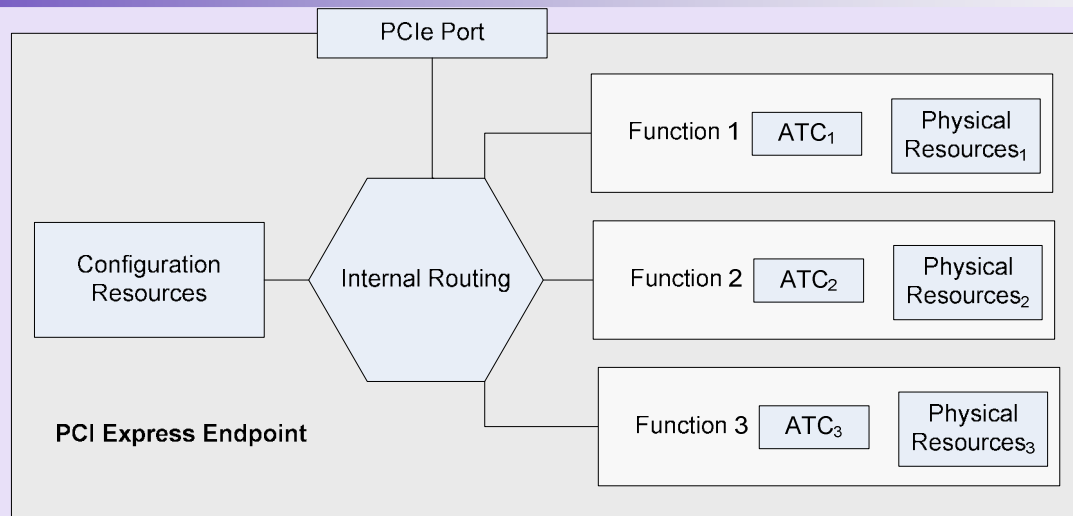 PCIe Port
Function 1
ATC₁
Physical
Resources₁
Configuration
Resources
Internal Routing
Function 2
ATC₂
Physical
Resources₂
Function 3
ATC₃
Physical
Resources₃
PCI Express Endpoint